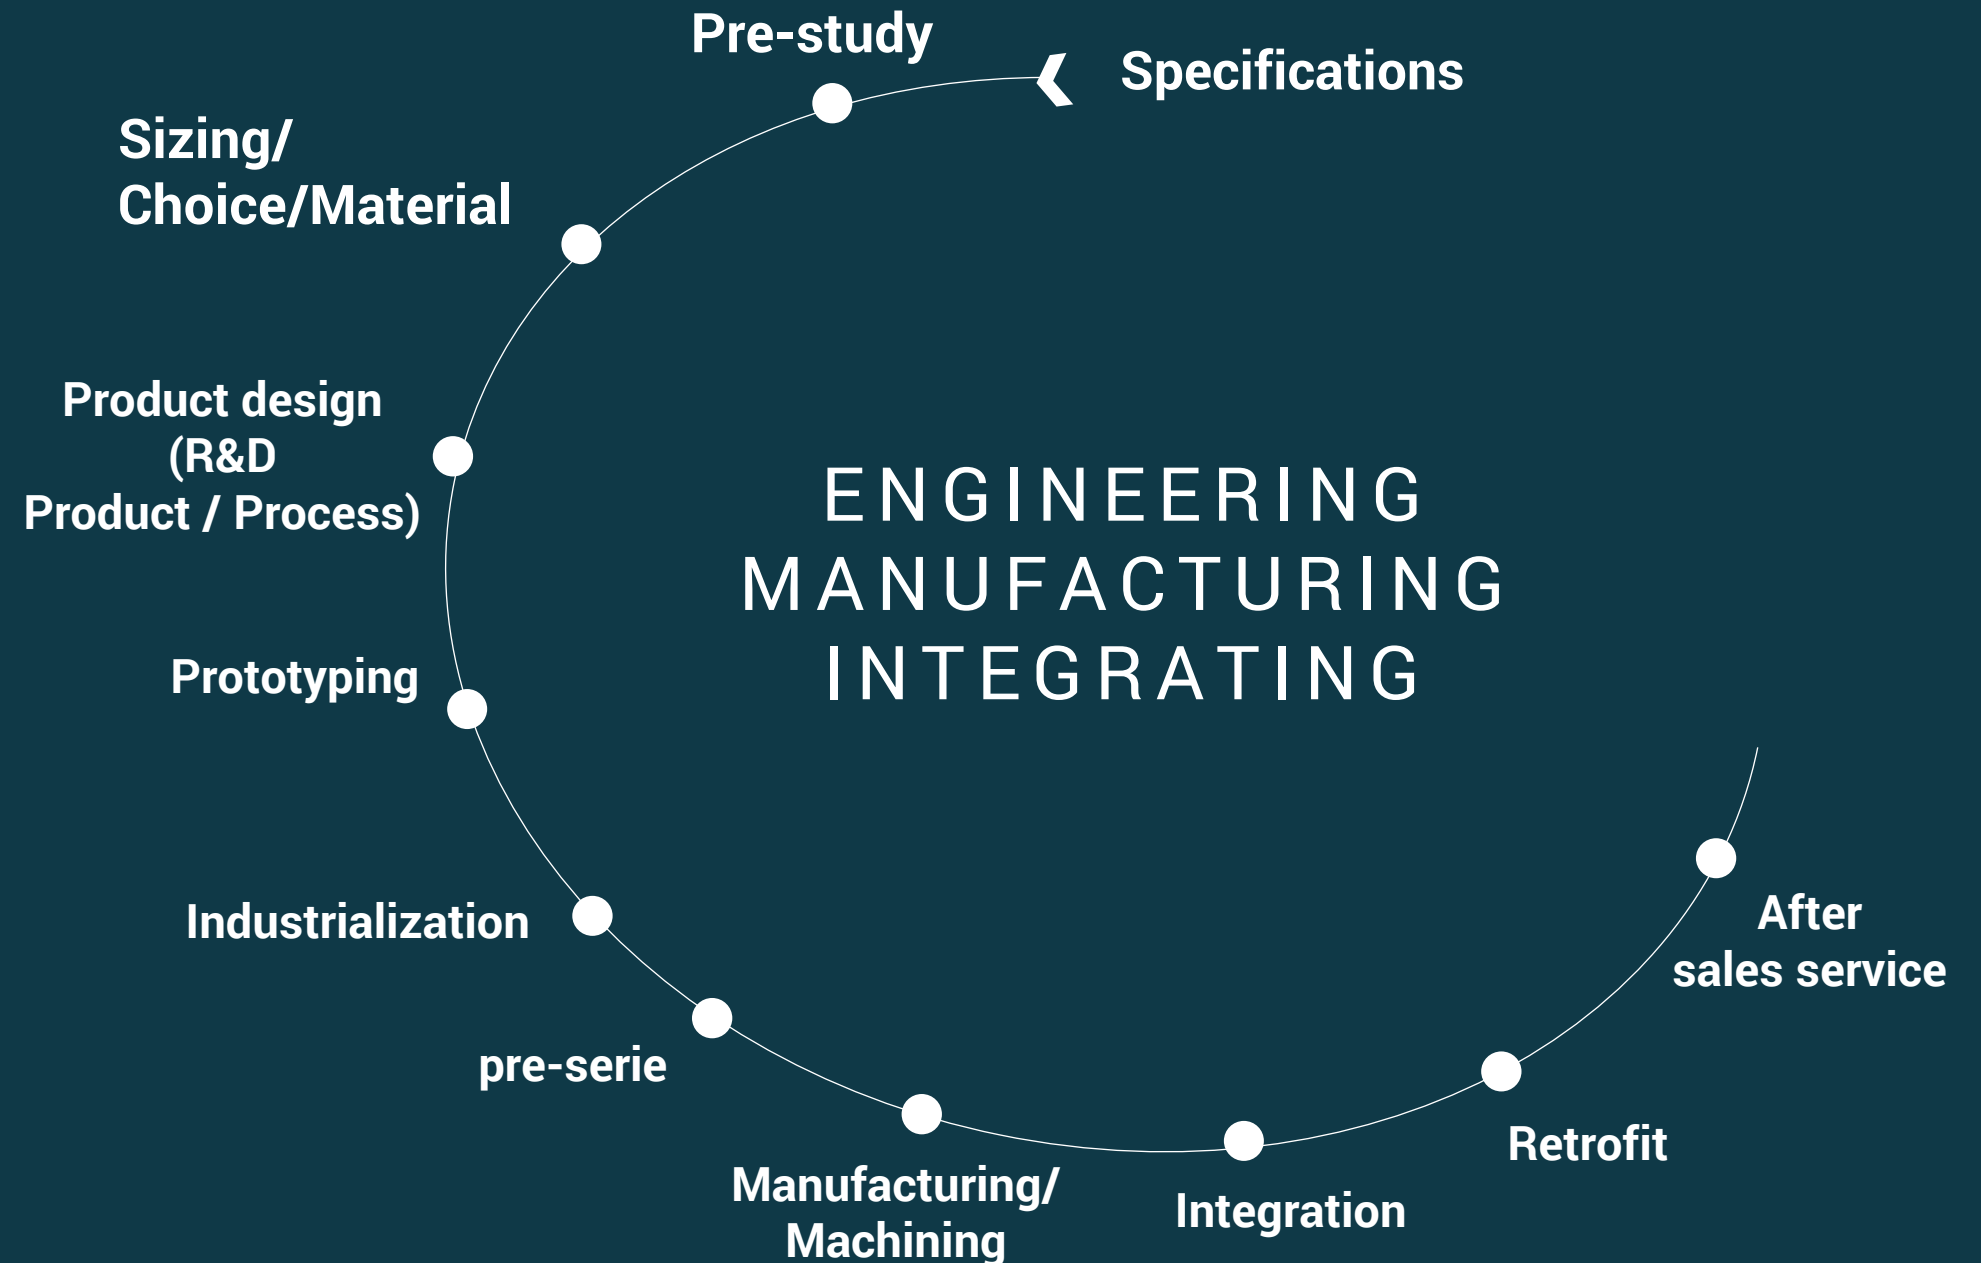 Specifications
Pre-study
Sizing/
Choice/Material
Product design
(R&D
Product / Process)
Prototyping
Industrialization
pre-serie
Manufacturing/
Machining
Integration
Retrofit
After
sales service
ENGINEERING
MANUFACTURING
INTEGRATING